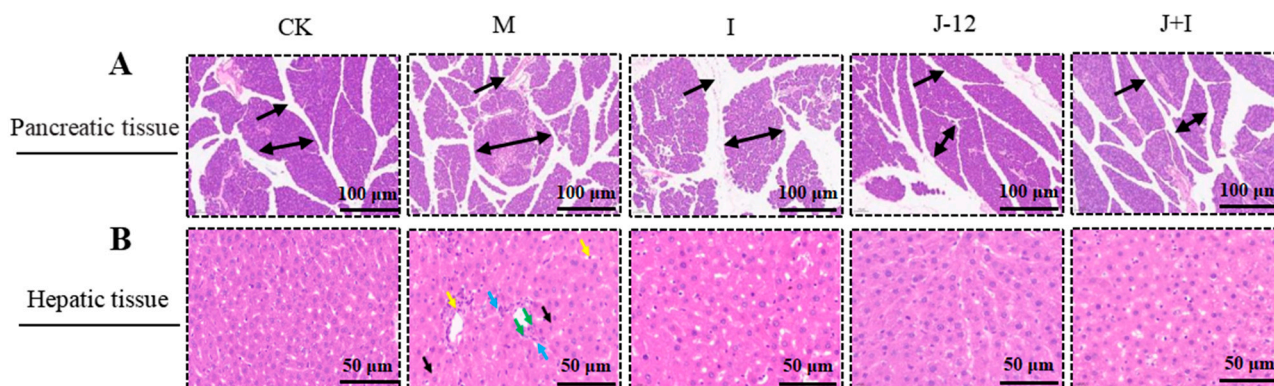 CK M I J-12 J+I
A
Pancreatic tissue
100 μm 100 μm 100 μm 100 μm 100 μm
B
Hepatic tissue
50 μm 50 μm 50 μm 50 μm 50 μm